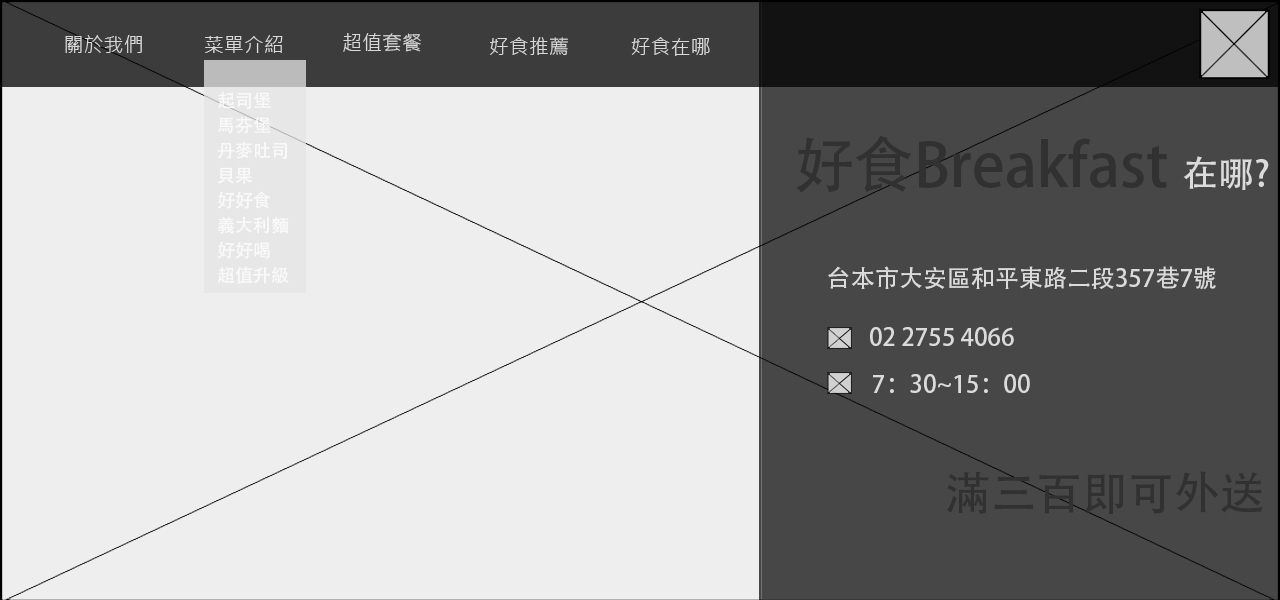 關於我們 菜單介紹 超值套餐 好食推薦 好食在哪
起司堡
馬芬堡
丹麥吐司
貝果
好好食
義大利麵
好好喝
超值升級
好食Breakfast 在哪?
台本市大安區和平東路二段357巷7號
02 2755 4066
7：30~15：00
滿三百即可外送